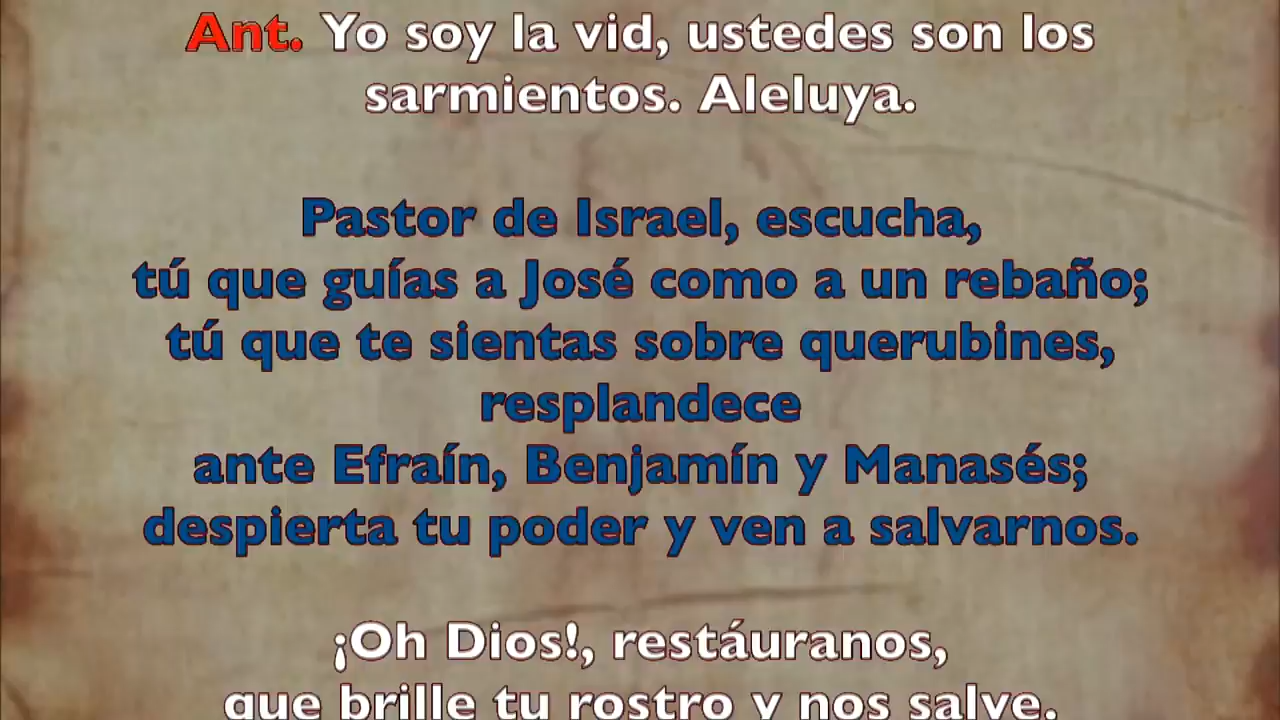 Ant. Yo soy la vid, ustedes son los
sarmientos. Aleluya.
Pastor de Israel, escucha,
tú que guías a José como a un rebaño;
tú que te sientas sobre querubines,
resplandece
ante Efraín, Benjamín y Manasés;
despierta tu poder y ven a salvarnos.
¡Oh Dios!, restáuranos,
que brille tu rostro y nos salve.